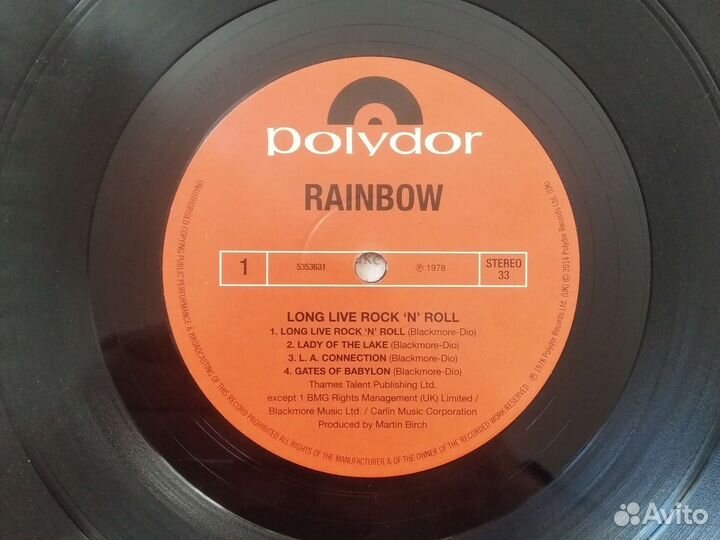 polydor
RAINBOW
1
5353631
℗ 1978
STEREO
33
LONG LIVE ROCK ‘N’ ROLL
1. LONG LIVE ROCK ‘N’ ROLL (Blackmore-Dio)
2. LADY OF THE LAKE (Blackmore-Dio)
3. L. A. CONNECTION (Blackmore-Dio)
4. GATES OF BABYLON (Blackmore-Dio)
Thames Talent Publishing Ltd.
except 1 BMG Rights Management (UK) Limited /
Blackmore Music Ltd. / Carlin Music Corporation
Produced by Martin Birch
UNAUTHORISED COPYING PUBLIC PERFORMANCE & BROADCASTING OF THIS RECORD PROHIBITED ALL RIGHTS OF THE MANUFACTURER & OF THE OWNER OF THE RECORDED WORK RESERVED
℗ 1978 Polydor Records Ltd. (UK) © 2014 Polydor Records Ltd. (UK)
Avito